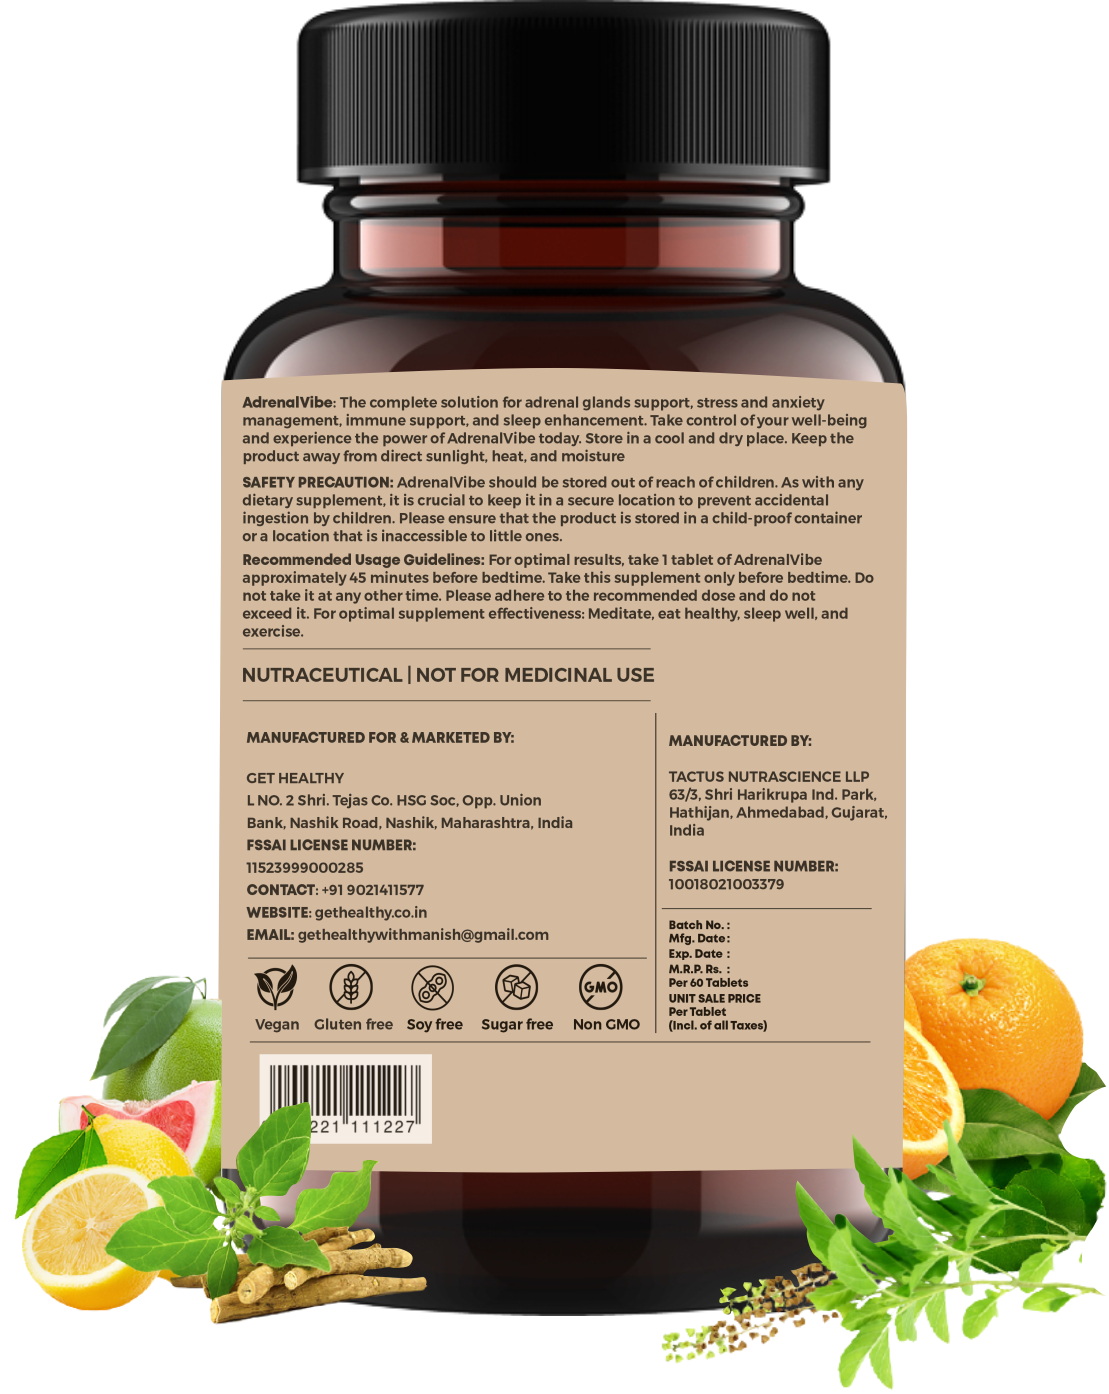 AdrenalVibe: The complete solution for adrenal glands support, stress and anxiety
management, immune support, and sleep enhancement. Take control of your well-being
and experience the power of AdrenalVibe today. Store in a cool and dry place. Keep the
product away from direct sunlight, heat, and moisture
SAFETY PRECAUTION: AdrenalVibe should be stored out of reach of children. As with any
dietary supplement, it is crucial to keep it in a secure location to prevent accidental
ingestion by children. Please ensure that the product is stored in a child-proof container
or a location that is inaccessible to little ones.
Recommended Usage Guidelines: For optimal results, take 1 tablet of AdrenalVibe
approximately 45 minutes before bedtime. Take this supplement only before bedtime. Do
not take it at any other time. Please adhere to the recommended dose and do not
exceed it. For optimal supplement effectiveness: Meditate, eat healthy, sleep well, and
exercise.
NUTRACEUTICAL | NOT FOR MEDICINAL USE
MANUFACTURED FOR & MARKETED BY:
GET HEALTHY
L NO. 2 Shri. Tejas Co. HSG Soc, Opp. Union
Bank, Nashik Road, Nashik, Maharashtra, India
FSSAI LICENSE NUMBER:
11523999000285
CONTACT: +91 9021411577
WEBSITE: gethealthy.co.in
EMAIL: gethealthywithmanish@gmail.com
Vegan Gluten free Soy free Sugar free Non GMO
GMO
MANUFACTURED BY:
TACTUS NUTRASCIENCE LLP
63/3, Shri Harikrupa Ind. Park,
Hathijan, Ahmedabad, Gujarat,
India
FSSAI LICENSE NUMBER:
10018021003379
Batch No. :
Mfg. Date :
Exp. Date :
M.R.P. Rs. :
Per 60 Tablets
UNIT SALE PRICE
Per Tablet
(Incl. of all Taxes)
221 111227